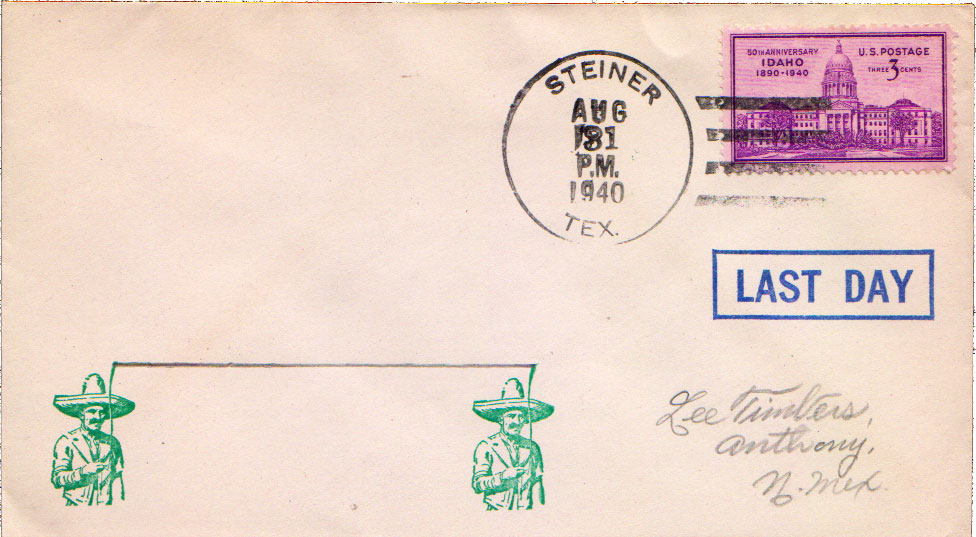 50TH ANNIVERSARY
IDAHO
1890-1940
U.S. POSTAGE
THREE 3 CENTS
STEINER
AUG
31
P.M.
1940
TEX.
LAST DAY
Lee Timbers,
Anthony,
N. Mex.